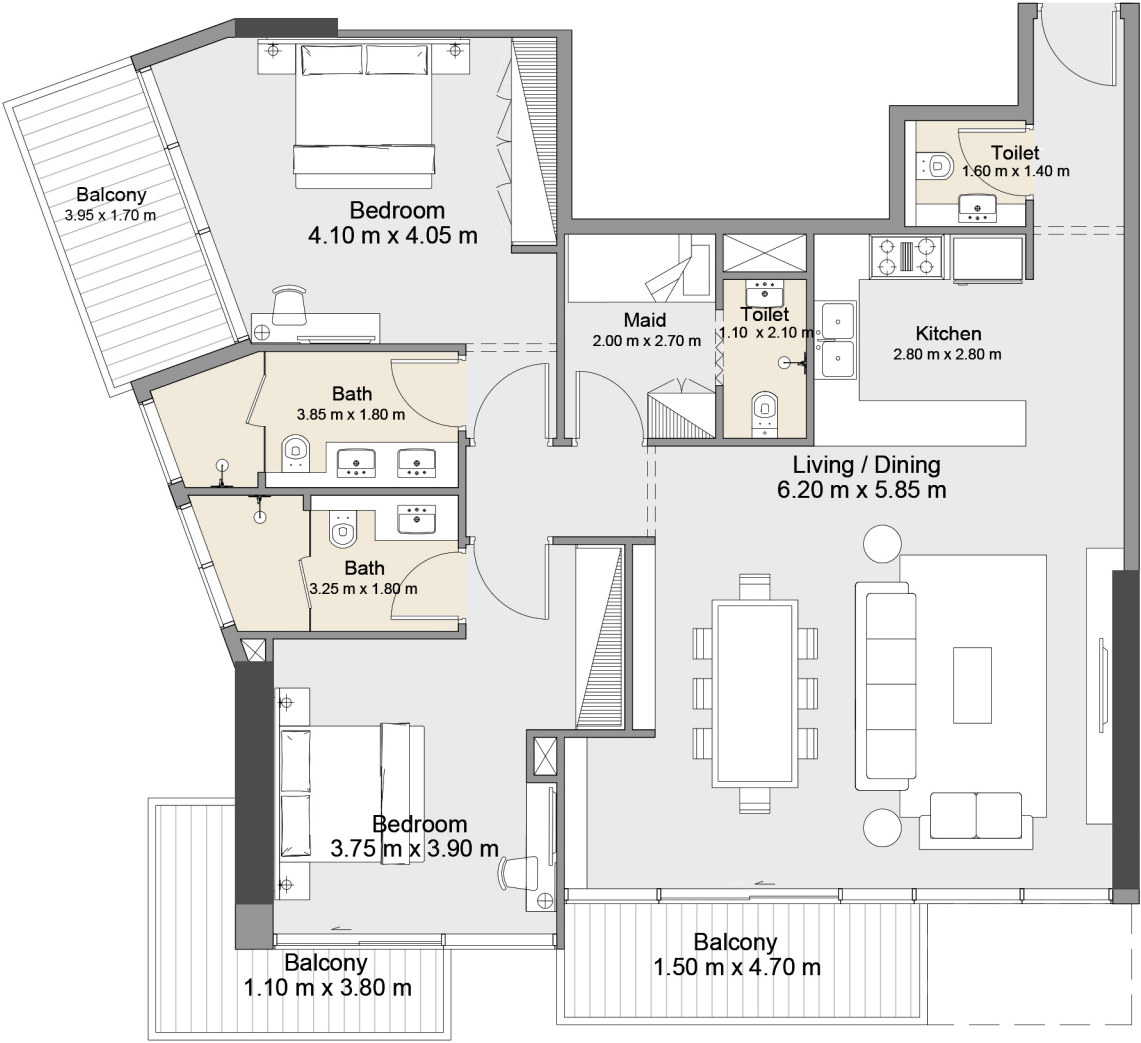 Toilet
1.60 m x 1.40 m
Balcony
3.95 x 1.70 m
Bedroom
4.10 m x 4.05 m
Maid
2.00 m x 2.70 m
Toilet
1.10 x 2.10 m
Kitchen
2.80 m x 2.80 m
Bath
3.85 m x 1.80 m
Living / Dining
6.20 m x 5.85 m
Bath
3.25 m x 1.80 m
Bedroom
3.75 m x 3.90 m
Balcony
1.10 m x 3.80 m
Balcony
1.50 m x 4.70 m